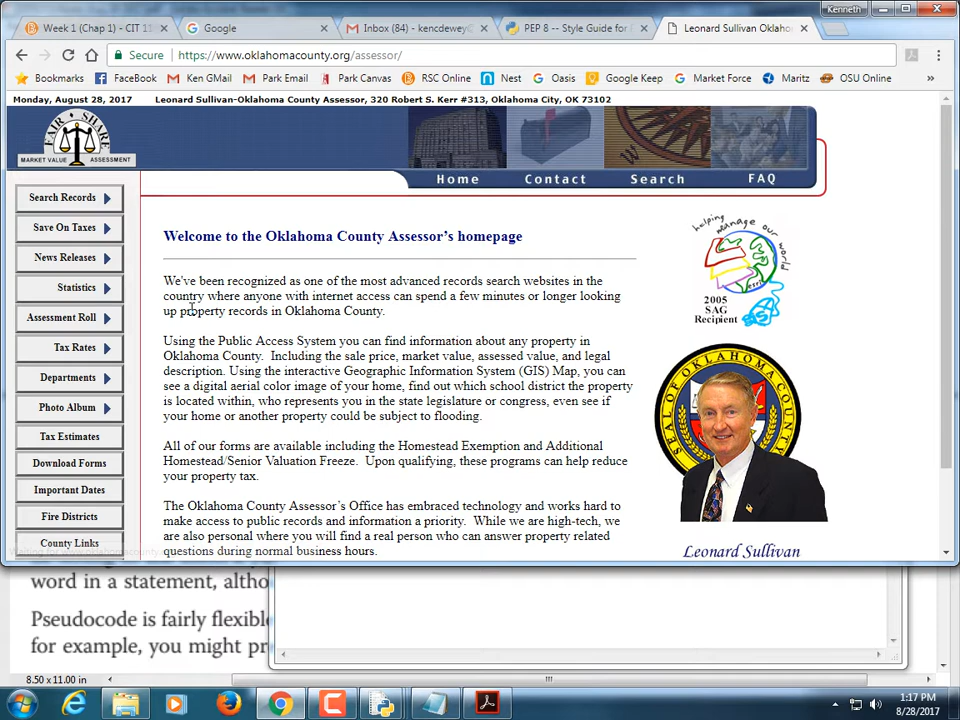 Kenneth
Week 1 (Chap 1) - CIT 11
Google
Inbox (84) - kencdewey@
PEP 8 -- Style Guide for
Leonard Sullivan Oklaho
Secure https://www.oklahomacounty.org/assessor/
Bookmarks FaceBook Ken GMail Park Email Park Canvas RSC Online Nest Oasis Google Keep Market Force Maritz OSU Online »
Monday, August 28, 2017 Leonard Sullivan-Oklahoma County Assessor, 320 Robert S. Kerr #313, Oklahoma City, OK 73102
FAIR SHARE
MARKET VALUE ASSESSMENT
Home Contact Search FAQ
Search Records
Save On Taxes
News Releases
Statistics
Assessment Roll
Tax Rates
Departments
Photo Album
Tax Estimates
Download Forms
Important Dates
Fire Districts
County Links
Welcome to the Oklahoma County Assessor's homepage
We've been recognized as one of the most advanced records search websites in the
country where anyone with internet access can spend a few minutes or longer looking
up property records in Oklahoma County.
Using the Public Access System you can find information about any property in
Oklahoma County. Including the sale price, market value, assessed value, and legal
description. Using the interactive Geographic Information System (GIS) Map, you can
see a digital aerial color image of your home, find out which school district the property
is located within, who represents you in the state legislature or congress, even see if
your home or another property could be subject to flooding.
All of our forms are available including the Homestead Exemption and Additional
Homestead/Senior Valuation Freeze. Upon qualifying, these programs can help reduce
your property tax.
The Oklahoma County Assessor's Office has embraced technology and works hard to
make access to public records and information a priority. While we are high-tech, we
are also personal where you will find a real person who can answer property related
questions during normal business hours.
helping manage our world
esri
2005
SAG
Recipient
SEAL OF OKLAHOMA
Leonard Sullivan
Waiting for www.oklahomacounty.
word in a statement, altho
Pseudocode is fairly flexible
for example, you might pr
8.50 x 11.00 in
1:17 PM
8/28/2017